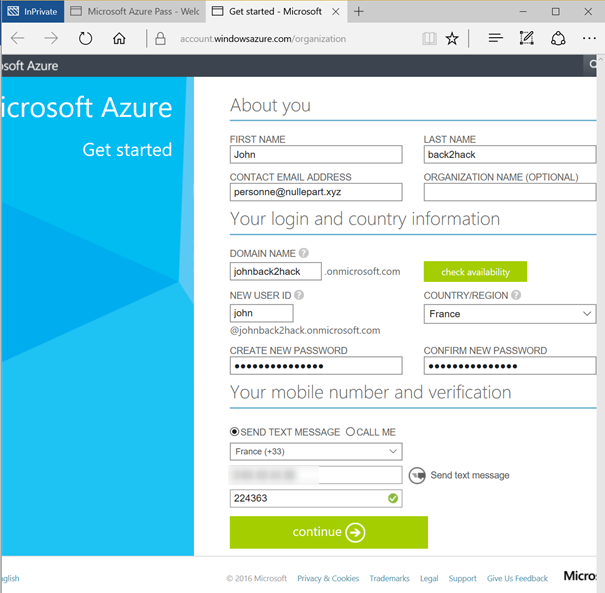 InPrivate
Microsoft Azure Pass - Welc
Get started - Microsoft
account.windowsazure.com/organization
osoft Azure
icrosoft Azure
Get started
About you
FIRST NAME LAST NAME
John back2hack
CONTACT EMAIL ADDRESS ORGANIZATION NAME (OPTIONAL)
personne@nullepart.xyz
Your login and country information
DOMAIN NAME ?
johnback2hack .onmicrosoft.com check availability
NEW USER ID ? COUNTRY/REGION ?
john France
@johnback2hack.onmicrosoft.com
CREATE NEW PASSWORD CONFIRM NEW PASSWORD
Your mobile number and verification
SEND TEXT MESSAGE CALL ME
France (+33)
Send text message
224363
continue
glish © 2016 Microsoft Privacy & Cookies Trademarks Legal Support Give Us Feedback Micro